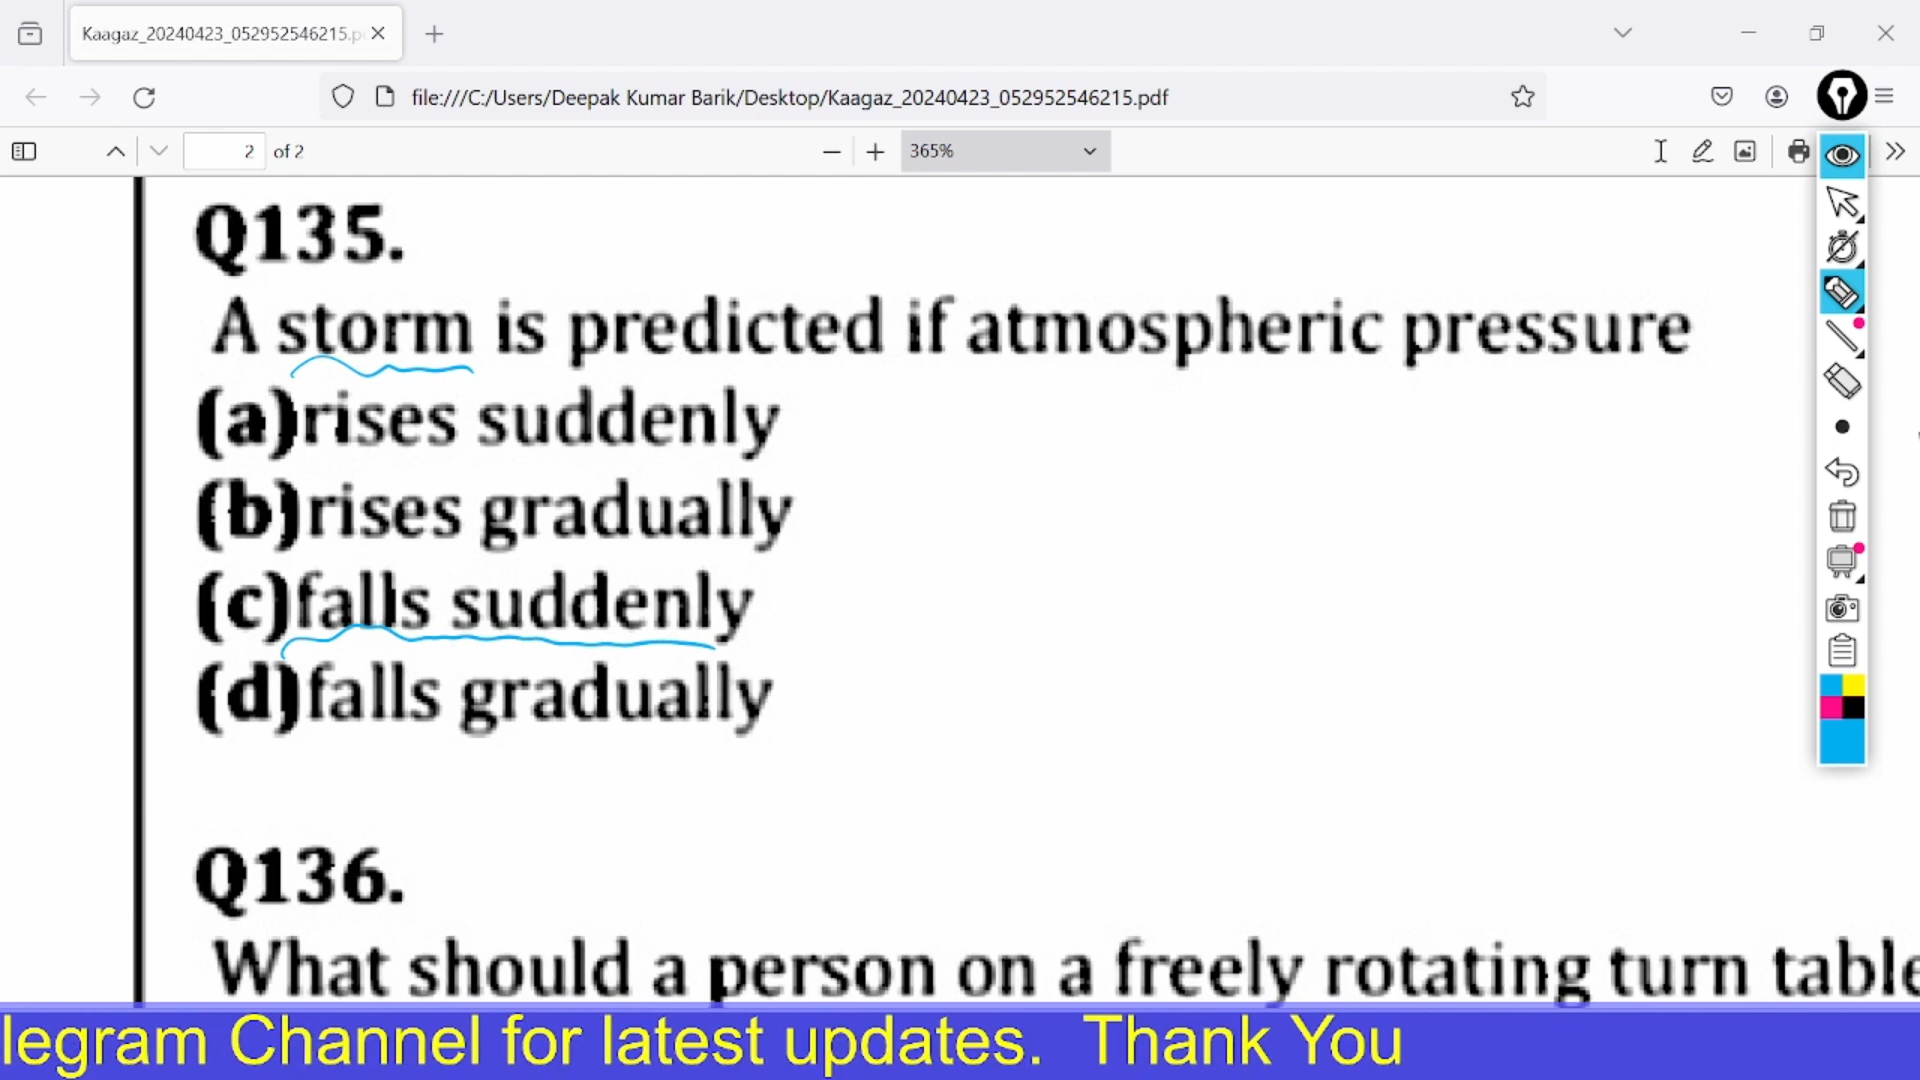 Kaagaz_20240423_052952546215.p
file:///C:/Users/Deepak Kumar Barik/Desktop/Kaagaz_20240423_052952546215.pdf
2 of 2
365%
Q135.
A storm is predicted if atmospheric pressure
(a)rises suddenly
(b)rises gradually
(c)falls suddenly
(d)falls gradually
Q136.
What should a person on a freely rotating turn table
legram Channel for latest updates. Thank You